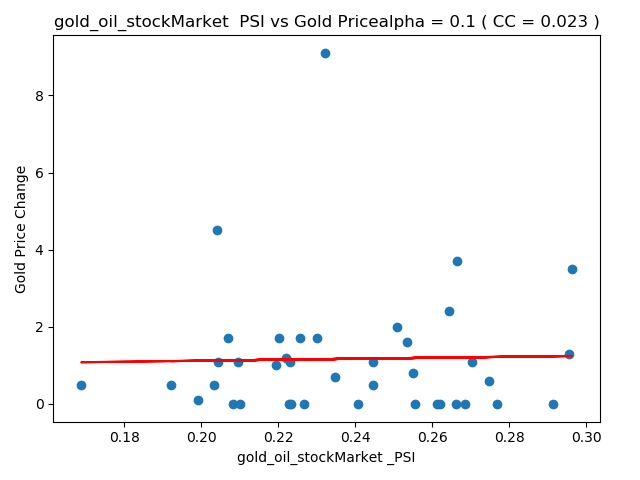 gold_oil_stockMarket  PSI vs Gold Pricealpha = 0.1 ( CC = 0.023 )
Gold Price Change
8
6
4
2
0
0.18 0.20 0.22 0.24 0.26 0.28 0.30
gold_oil_stockMarket _PSI